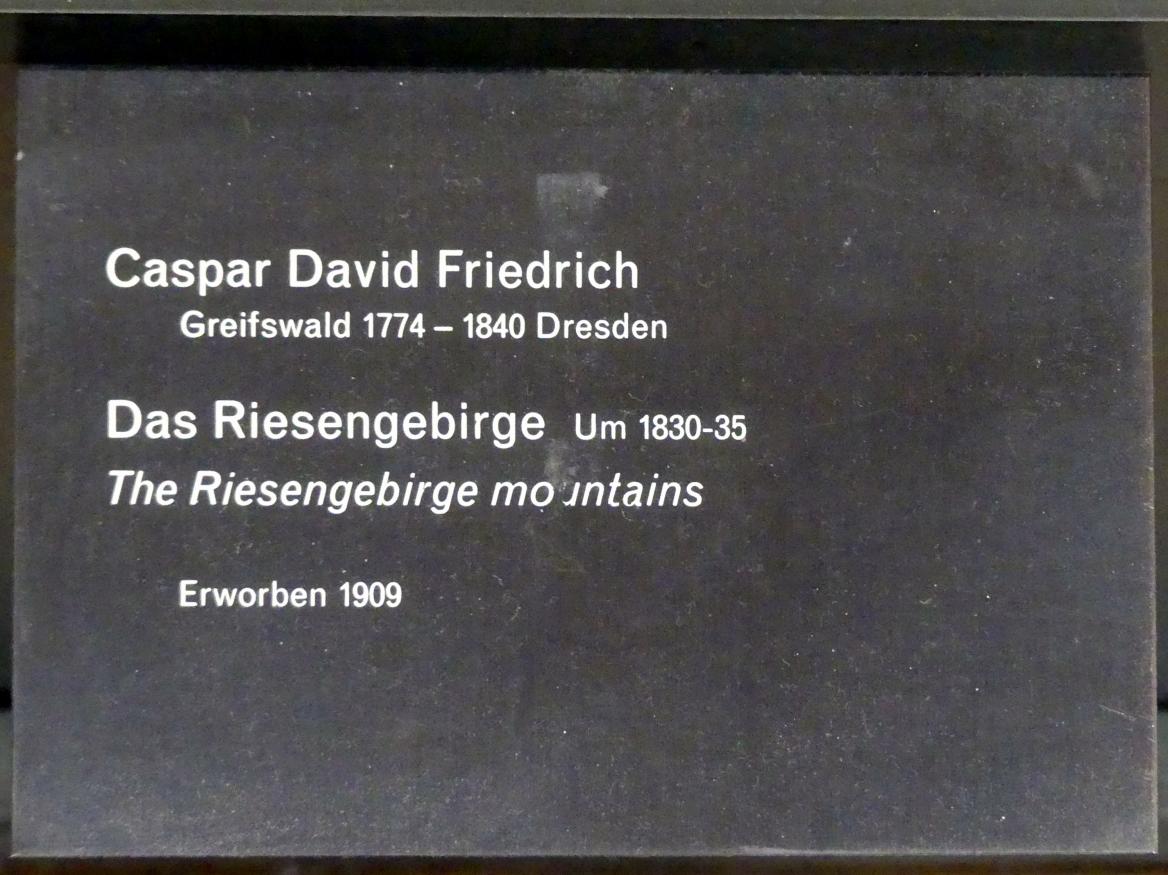 Caspar David Friedrich
Greifswald 1774 – 1840 Dresden
Das Riesengebirge Um 1830-35
The Riesengebirge mountains
Erworben 1909